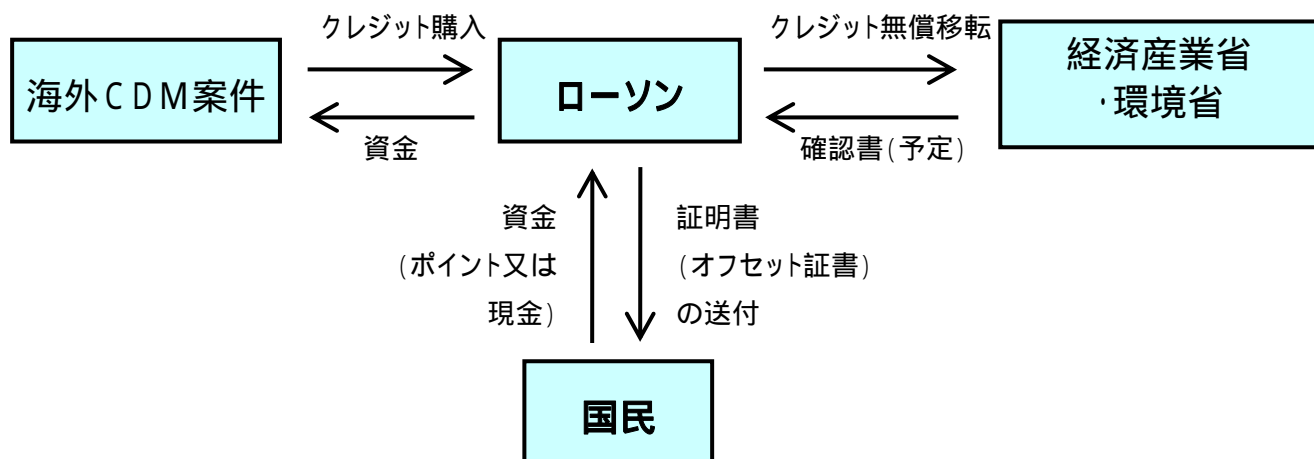 クレジット購入
クレジット無償移転
海外CDM案件
ローソン
経済産業省
・環境省
資金
確認書(予定)
資金
(ポイント又は
現金)
証明書
(オフセット証書)
の送付
国民